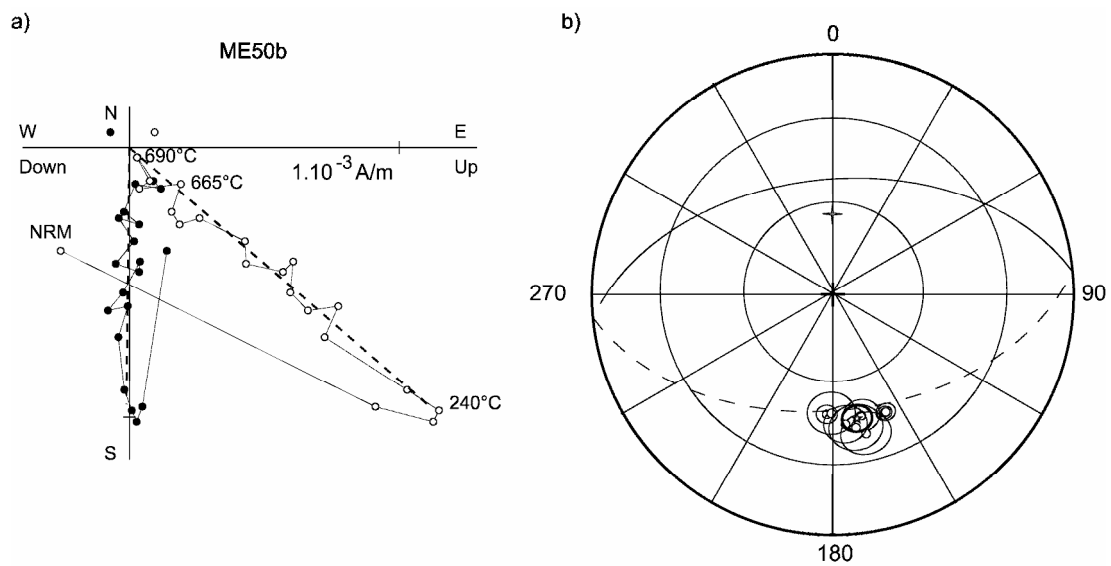 a)
ME50b
N
W
E
Down
690°C
1.10⁻³ A/m
Up
665°C
NRM
240°C
S
b)
0
270
90
180